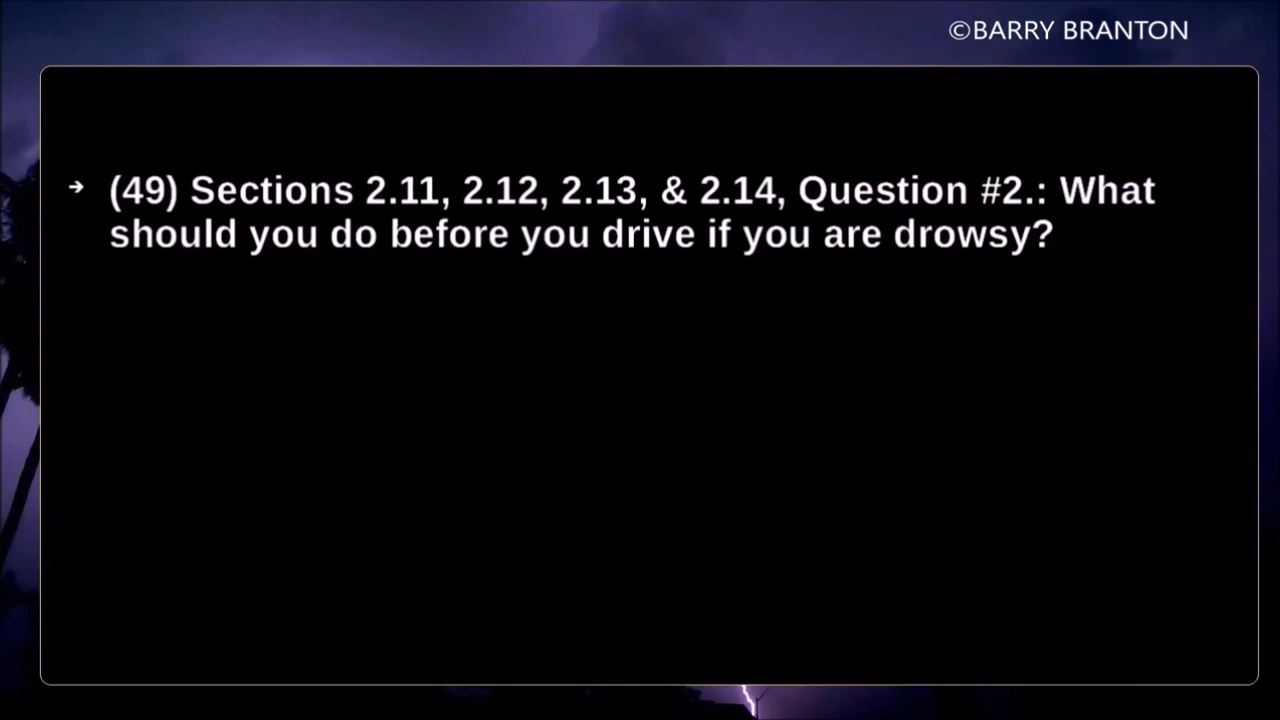 ©BARRY BRANTON
➔ (49) Sections 2.11, 2.12, 2.13, & 2.14, Question #2.: What
should you do before you drive if you are drowsy?